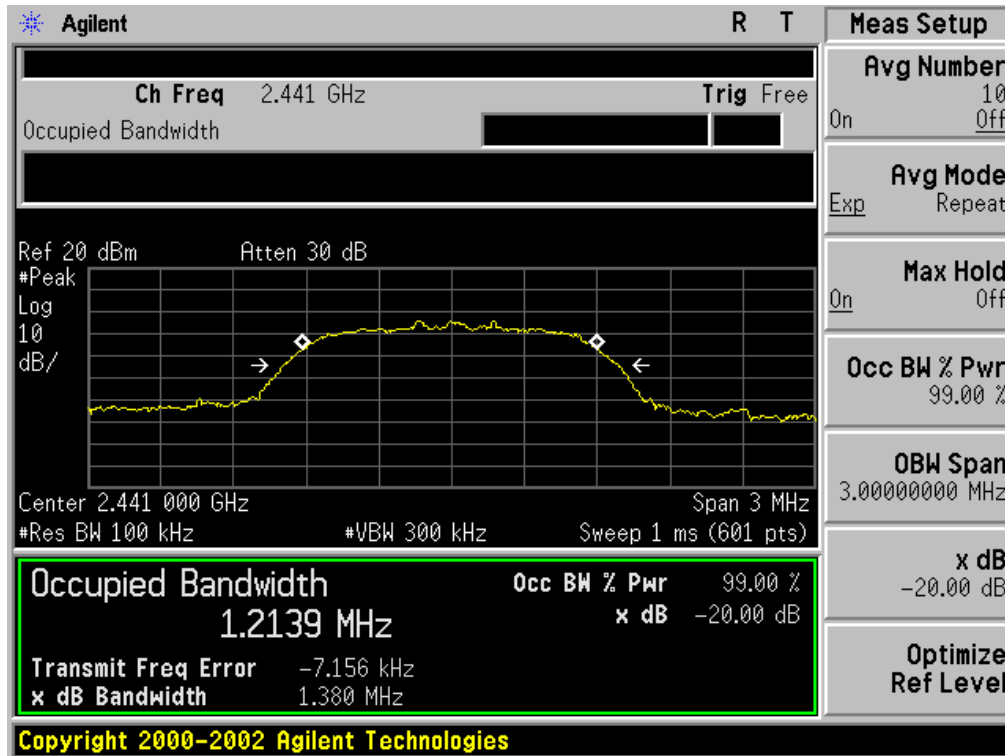 Agilent R T
Ch Freq 2.441 GHz Trig Free
Occupied Bandwidth
Ref 20 dBm Atten 30 dB
#Peak
Log
10
dB/
Center 2.441 000 GHz Span 3 MHz
#Res BW 100 kHz #VBW 300 kHz Sweep 1 ms (601 pts)
Occupied Bandwidth
1.2139 MHz
Occ BW % Pwr 99.00 %
x dB -20.00 dB
Transmit Freq Error -7.156 kHz
x dB Bandwidth 1.380 MHz
Copyright 2000-2002 Agilent Technologies
Meas Setup
Avg Number
10
On Off
Avg Mode
Exp Repeat
Max Hold
On Off
Occ BW % Pwr
99.00 %
OBW Span
3.00000000 MHz
x dB
-20.00 dB
Optimize
Ref Level